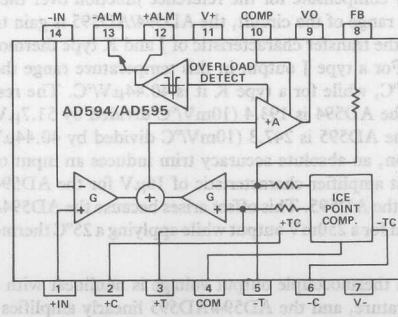 -IN -ALM +ALM V+ COMP VO FB
14 13 12 11 10 9 8
OVERLOAD
DETECT
AD594/AD595
+A
G
+
G
+
ICE
POINT
COMP.
+TC
-TC
1 2 3 4 5 6 7
+IN +C +T COM -T -C V-